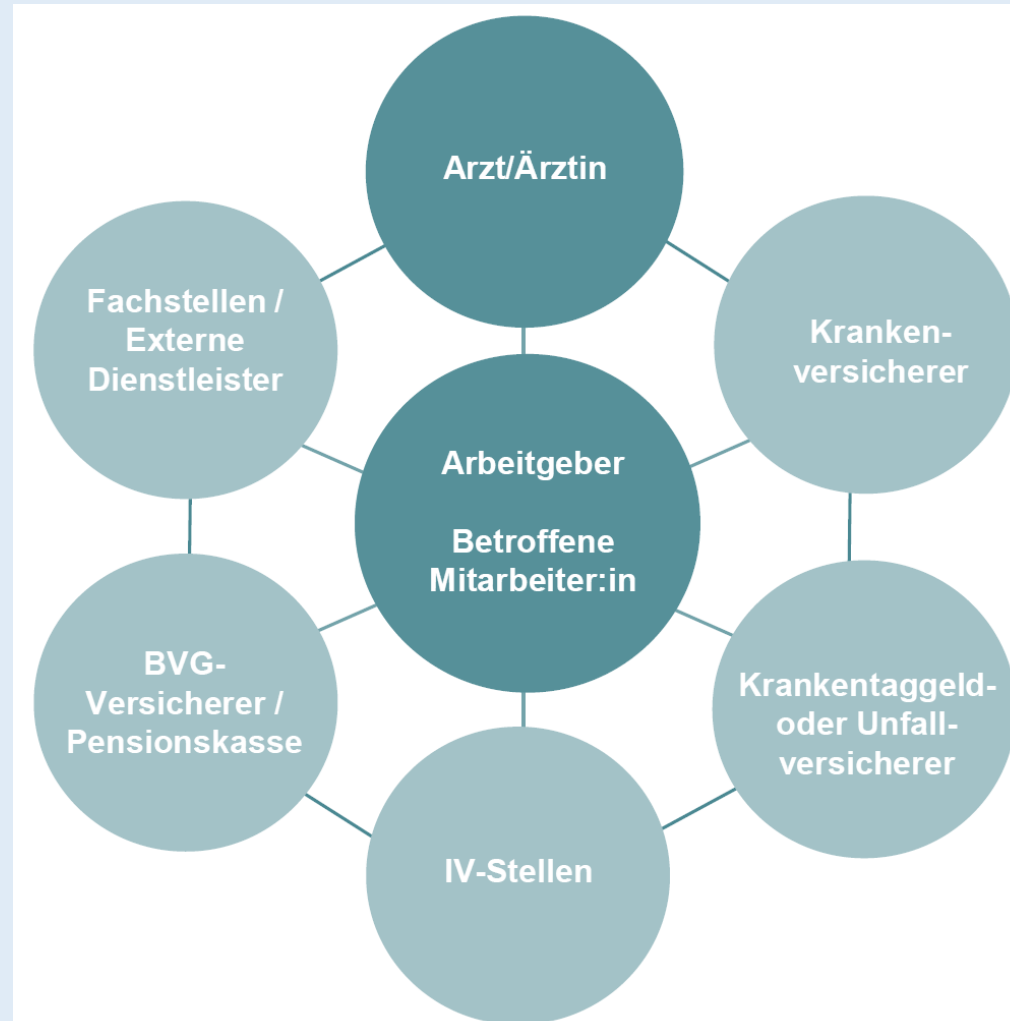 Arzt/Ärztin
Fachstellen /
Externe
Dienstleister
Kranken-
versicherer
Arbeitgeber
Betroffene
Mitarbeiter:in
BVG-
Versicherer /
Pensionskasse
Krankentaggeld-
oder Unfall-
versicherer
IV-Stellen